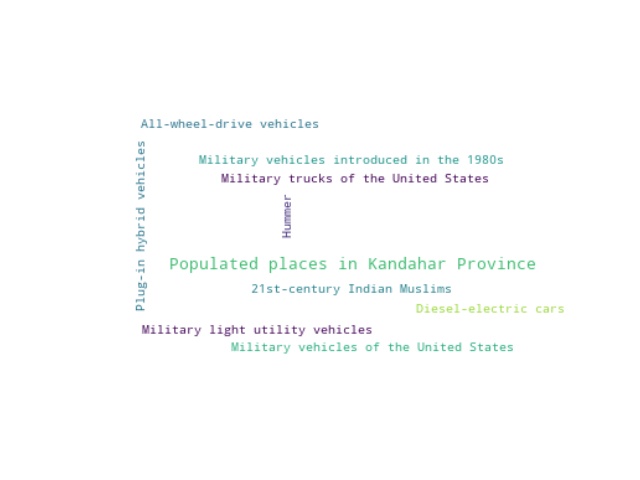 All-wheel-drive vehicles
Plug-in hybrid vehicles
Military vehicles introduced in the 1980s
Military trucks of the United States
Hummer
Populated places in Kandahar Province
21st-century Indian Muslims
Diesel-electric cars
Military light utility vehicles
Military vehicles of the United States